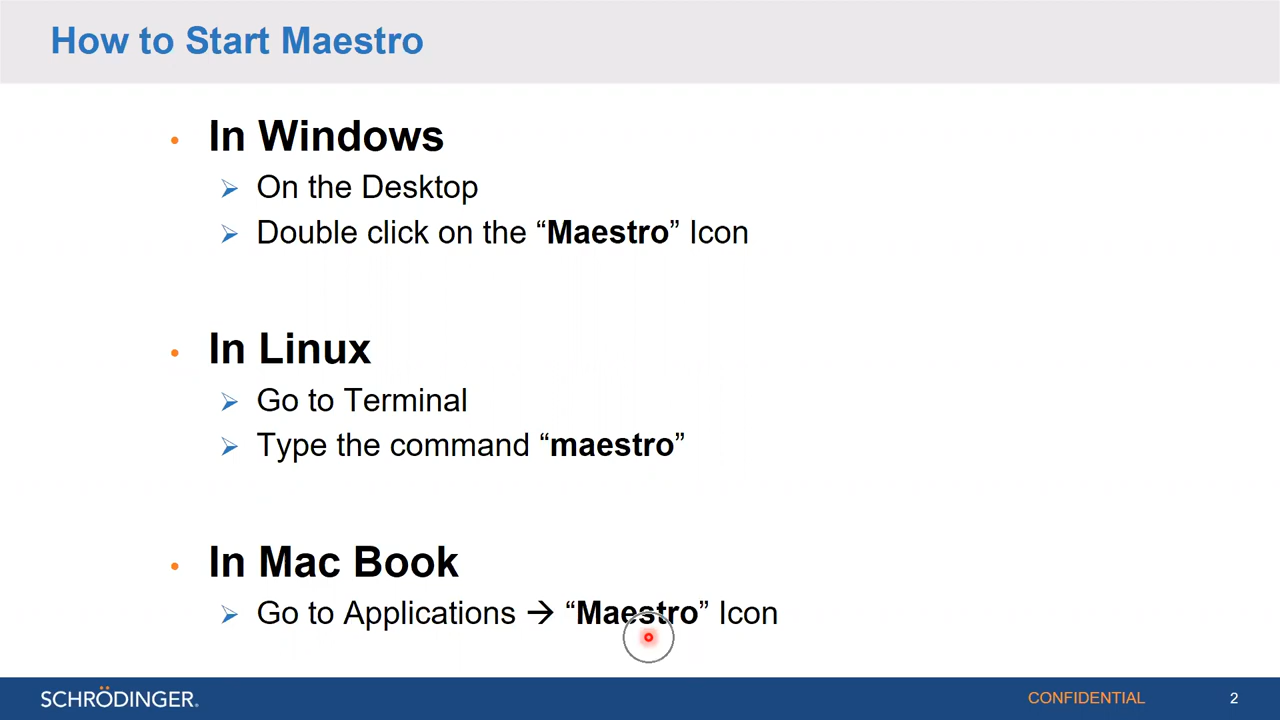 How to Start Maestro
• In Windows
➢ On the Desktop
➢ Double click on the “Maestro” Icon
• In Linux
➢ Go to Terminal
➢ Type the command “maestro”
• In Mac Book
➢ Go to Applications → “Maestro” Icon
SCHRÖDINGER.
CONFIDENTIAL
2